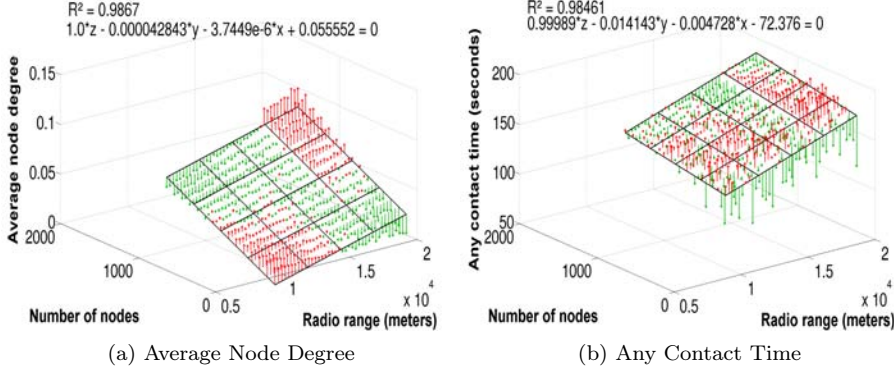 R² = 0.9867
1.0*z - 0.000042843*y - 3.7449e-6*x + 0.055552 = 0
0.15
0.1
0.05
0
2000
1000
0
0.5
1
1.5
2
x 10⁴
Average node degree
Number of nodes
Radio range (meters)
(a) Average Node Degree
R² = 0.98461
0.99989*z - 0.014143*y - 0.004728*x - 72.376 = 0
200
150
100
50
2000
1000
0
0.5
1
1.5
2
x 10⁴
Any contact time (seconds)
Number of nodes
Radio range (meters)
(b) Any Contact Time